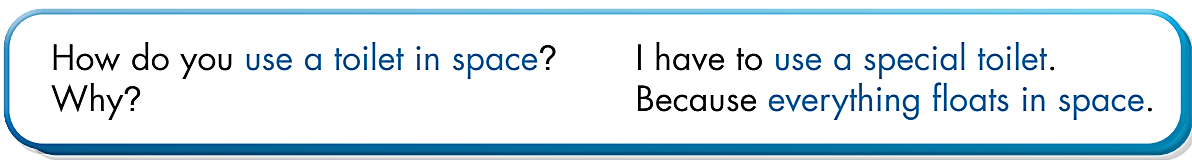 How do you use a toilet in space?
Why?
I have to use a special toilet.
Because everything floats in space.